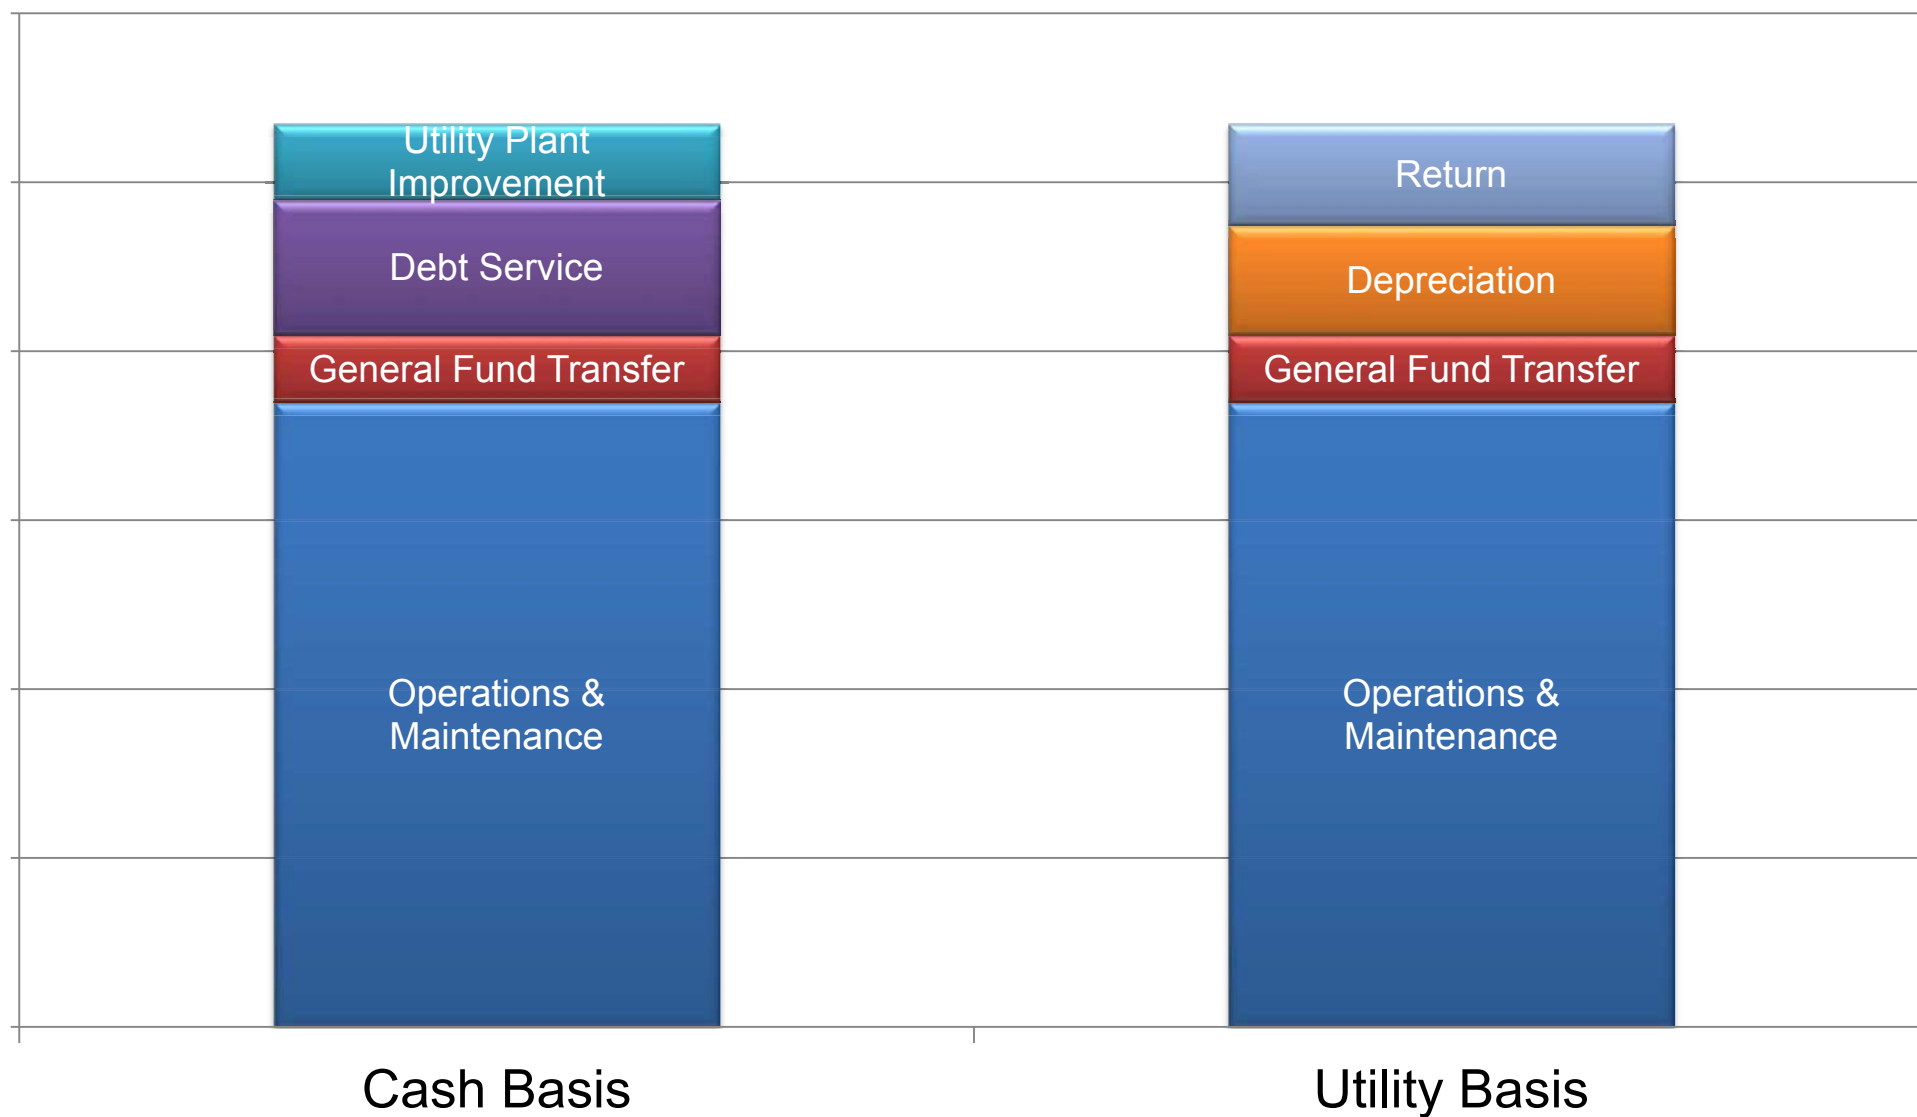 Utility Plant
Improvement
Debt Service
General Fund Transfer
Operations &
Maintenance
Return
Depreciation
General Fund Transfer
Operations &
Maintenance
Cash Basis
Utility Basis